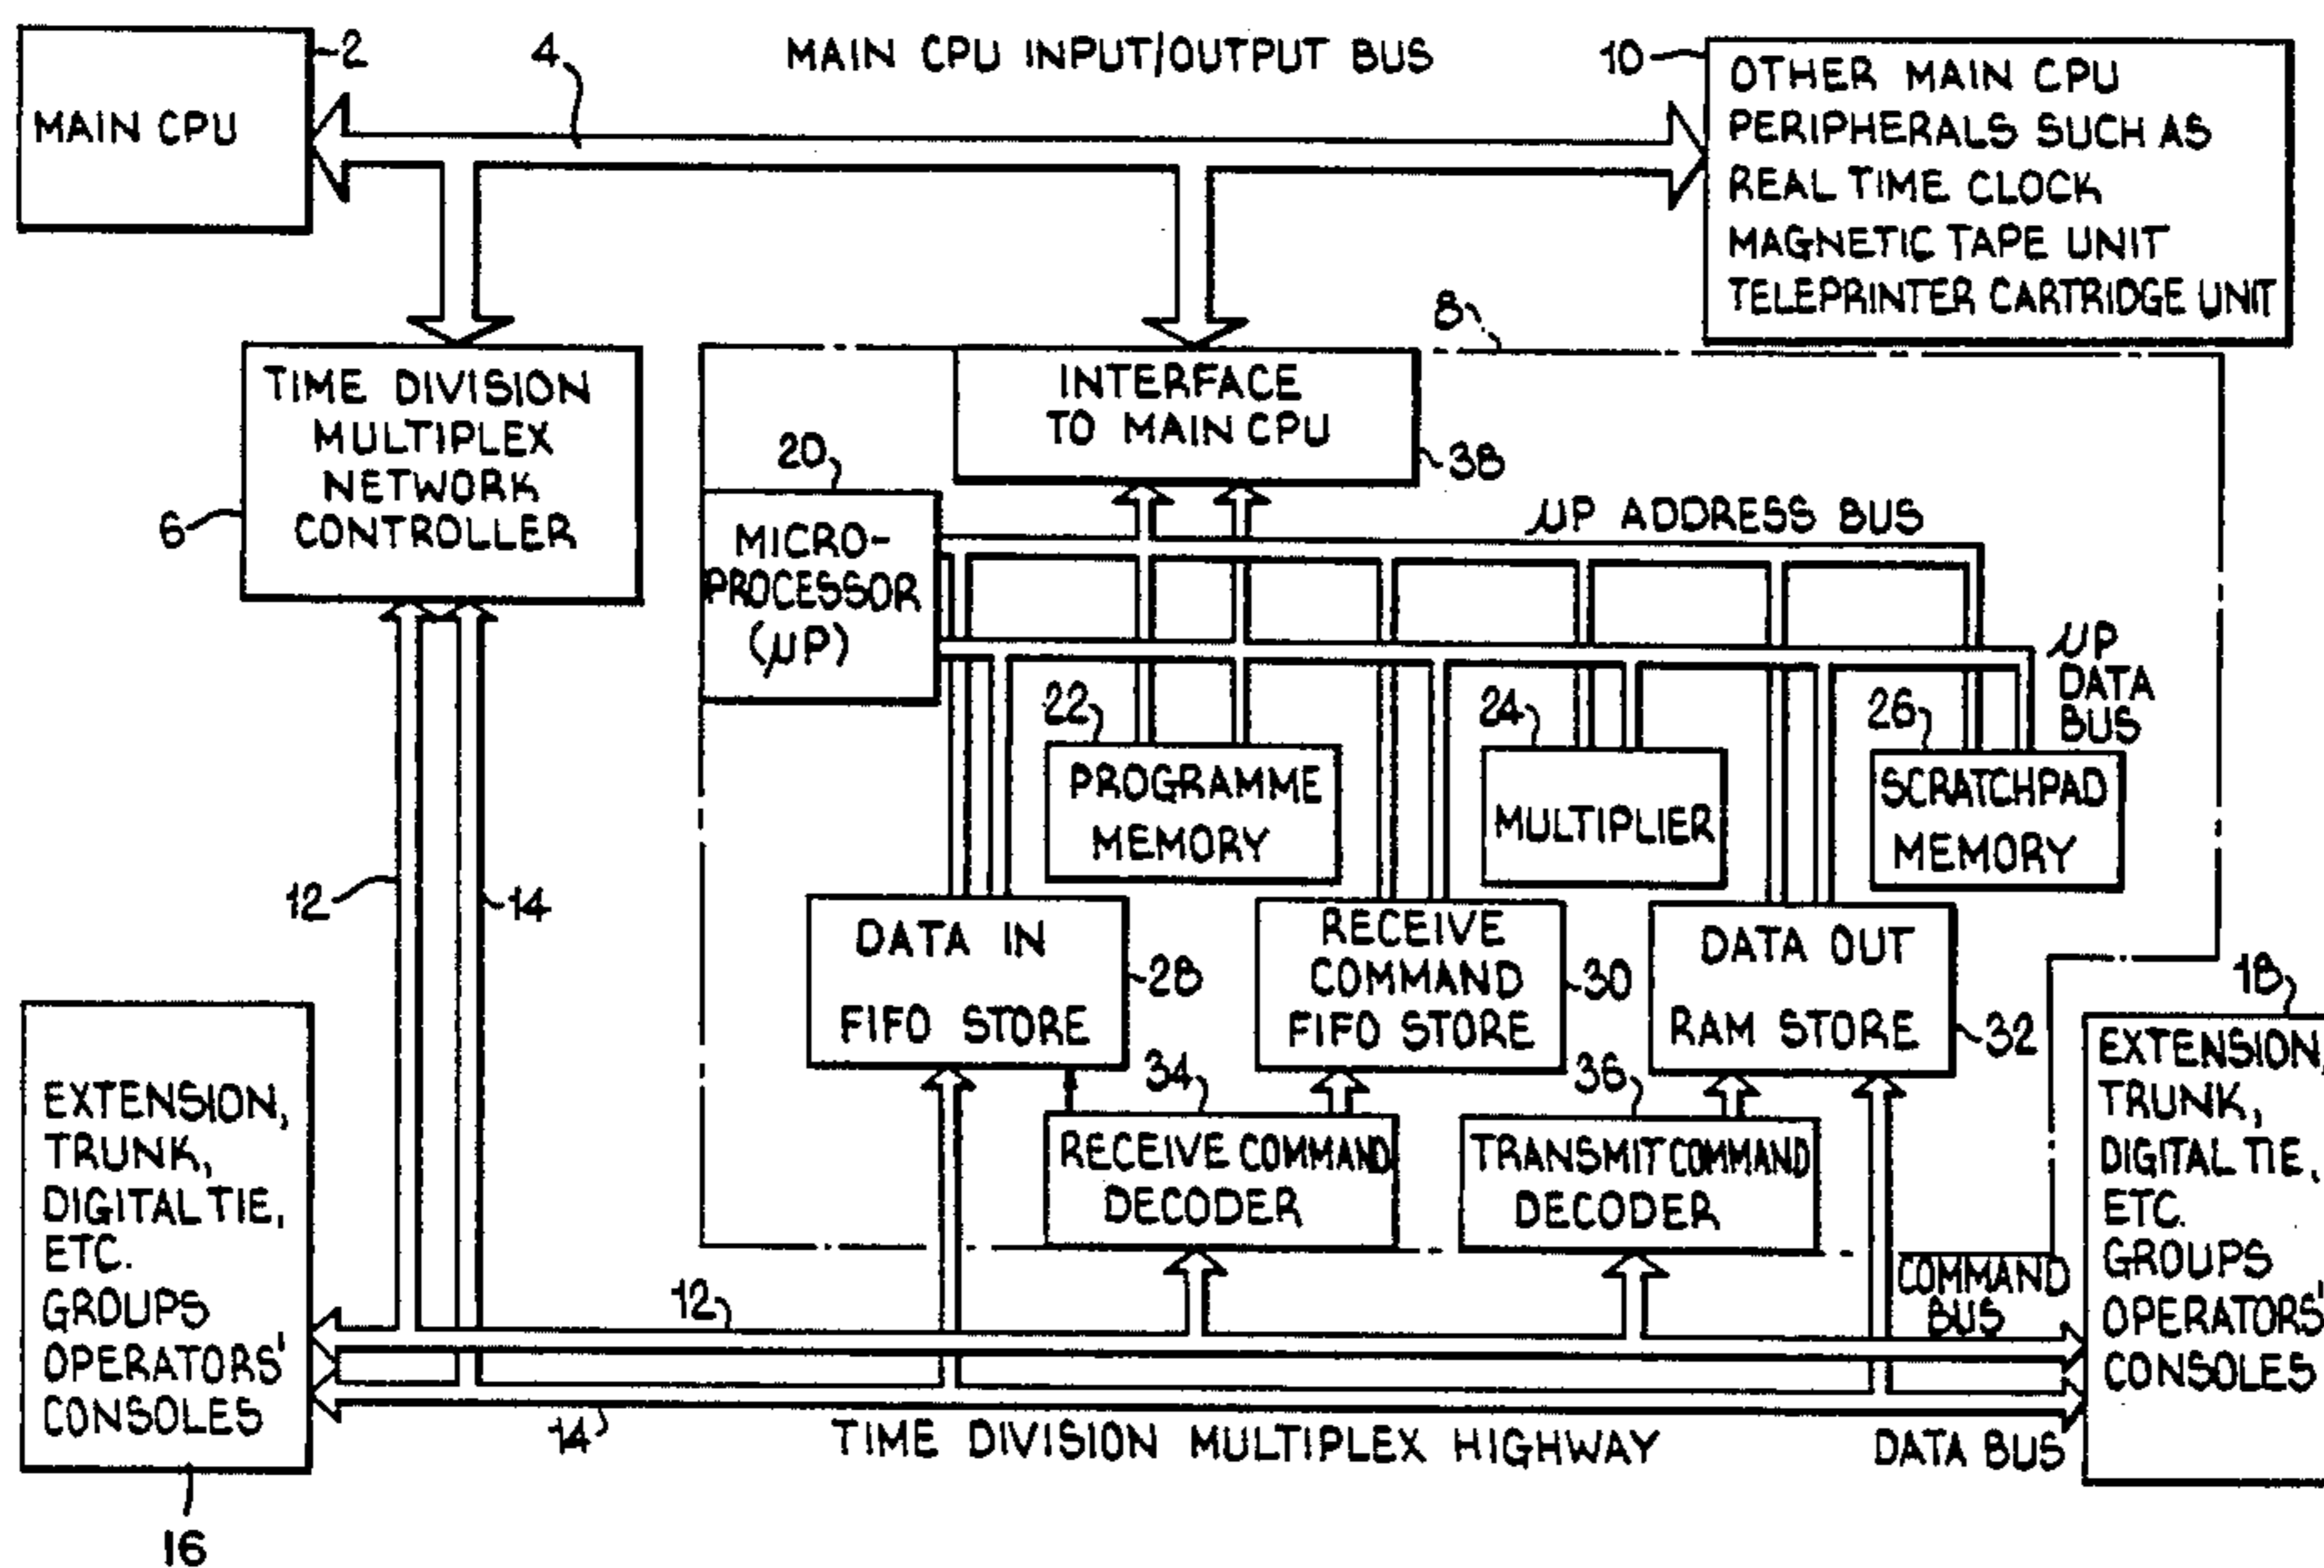 2
4
MAIN CPU INPUT/OUTPUT BUS
10
MAIN CPU
OTHER MAIN CPU
PERIPHERALS SUCH AS
REAL TIME CLOCK
MAGNETIC TAPE UNIT
TELEPRINTER CARTRIDGE UNIT
8
TIME DIVISION
MULTIPLEX
NETWORK
CONTROLLER
6
INTERFACE
TO MAIN CPU
38
20
MICRO-
PROCESSOR
(μP)
μP ADDRESS BUS
μP
DATA
BUS
22
PROGRAMME
MEMORY
24
MULTIPLIER
26
SCRATCHPAD
MEMORY
12
14
DATA IN
FIFO STORE
28
RECEIVE
COMMAND
FIFO STORE
30
DATA OUT
RAM STORE
32
18
34
RECEIVE COMMAND
DECODER
36
TRANSMIT COMMAND
DECODER
EXTENSION,
TRUNK,
DIGITAL TIE,
ETC.
GROUPS
OPERATORS'
CONSOLES
16
EXTENSION,
TRUNK,
DIGITAL TIE,
ETC.
GROUPS
OPERATORS'
CONSOLES
12
COMMAND
BUS
14
TIME DIVISION MULTIPLEX HIGHWAY
DATA BUS